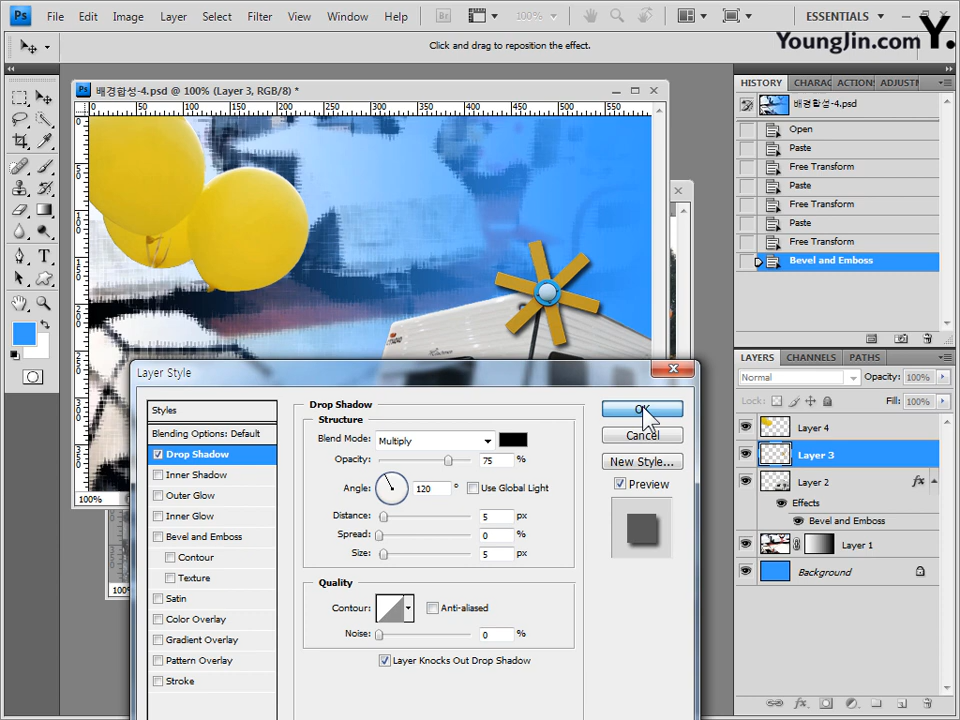 Ps File Edit Image Layer Select Filter View Window Help Br 100% ESSENTIALS
YoungJin.com Y.
Click and drag to reposition the effect.
Ps 배경합성-4.psd @ 100% (Layer 3, RGB/8) *
0 50 100 150 200 250 300 350 400 450 500 550
100%
100%
HISTORY CHARAC ACTION ADJUSTM
배경합성-4.psd
Open
Paste
Free Transform
Paste
Free Transform
Paste
Free Transform
Bevel and Emboss
LAYERS CHANNELS PATHS
Normal Opacity: 100%
Lock: Fill: 100%
Layer 4
Layer 3
Layer 2 fx
Effects
Bevel and Emboss
Layer 1
Background
Layer Style
Styles
Blending Options: Default
Drop Shadow
Inner Shadow
Outer Glow
Inner Glow
Bevel and Emboss
Contour
Texture
Satin
Color Overlay
Gradient Overlay
Pattern Overlay
Stroke
Drop Shadow
Structure
Blend Mode: Multiply
Opacity: 75 %
Angle: 120 ° Use Global Light
Distance: 5 px
Spread: 0 %
Size: 5 px
Quality
Contour: Anti-aliased
Noise: 0 %
Layer Knocks Out Drop Shadow
OK
Cancel
New Style...
Preview